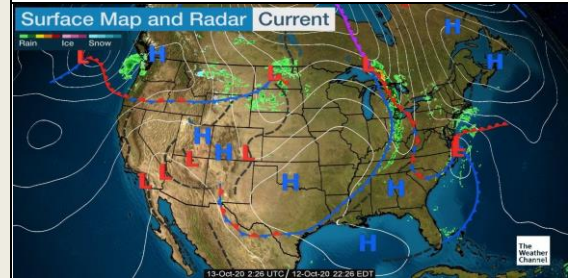 Surface Map and Radar Current
Rain Ice Snow
H
L
H
H
L
L
H
L
H
L
L
L
L
H
H
H
The
Weather
Channel
13-Oct-20 2:26 UTC / 12-Oct-20 22:26 EDT